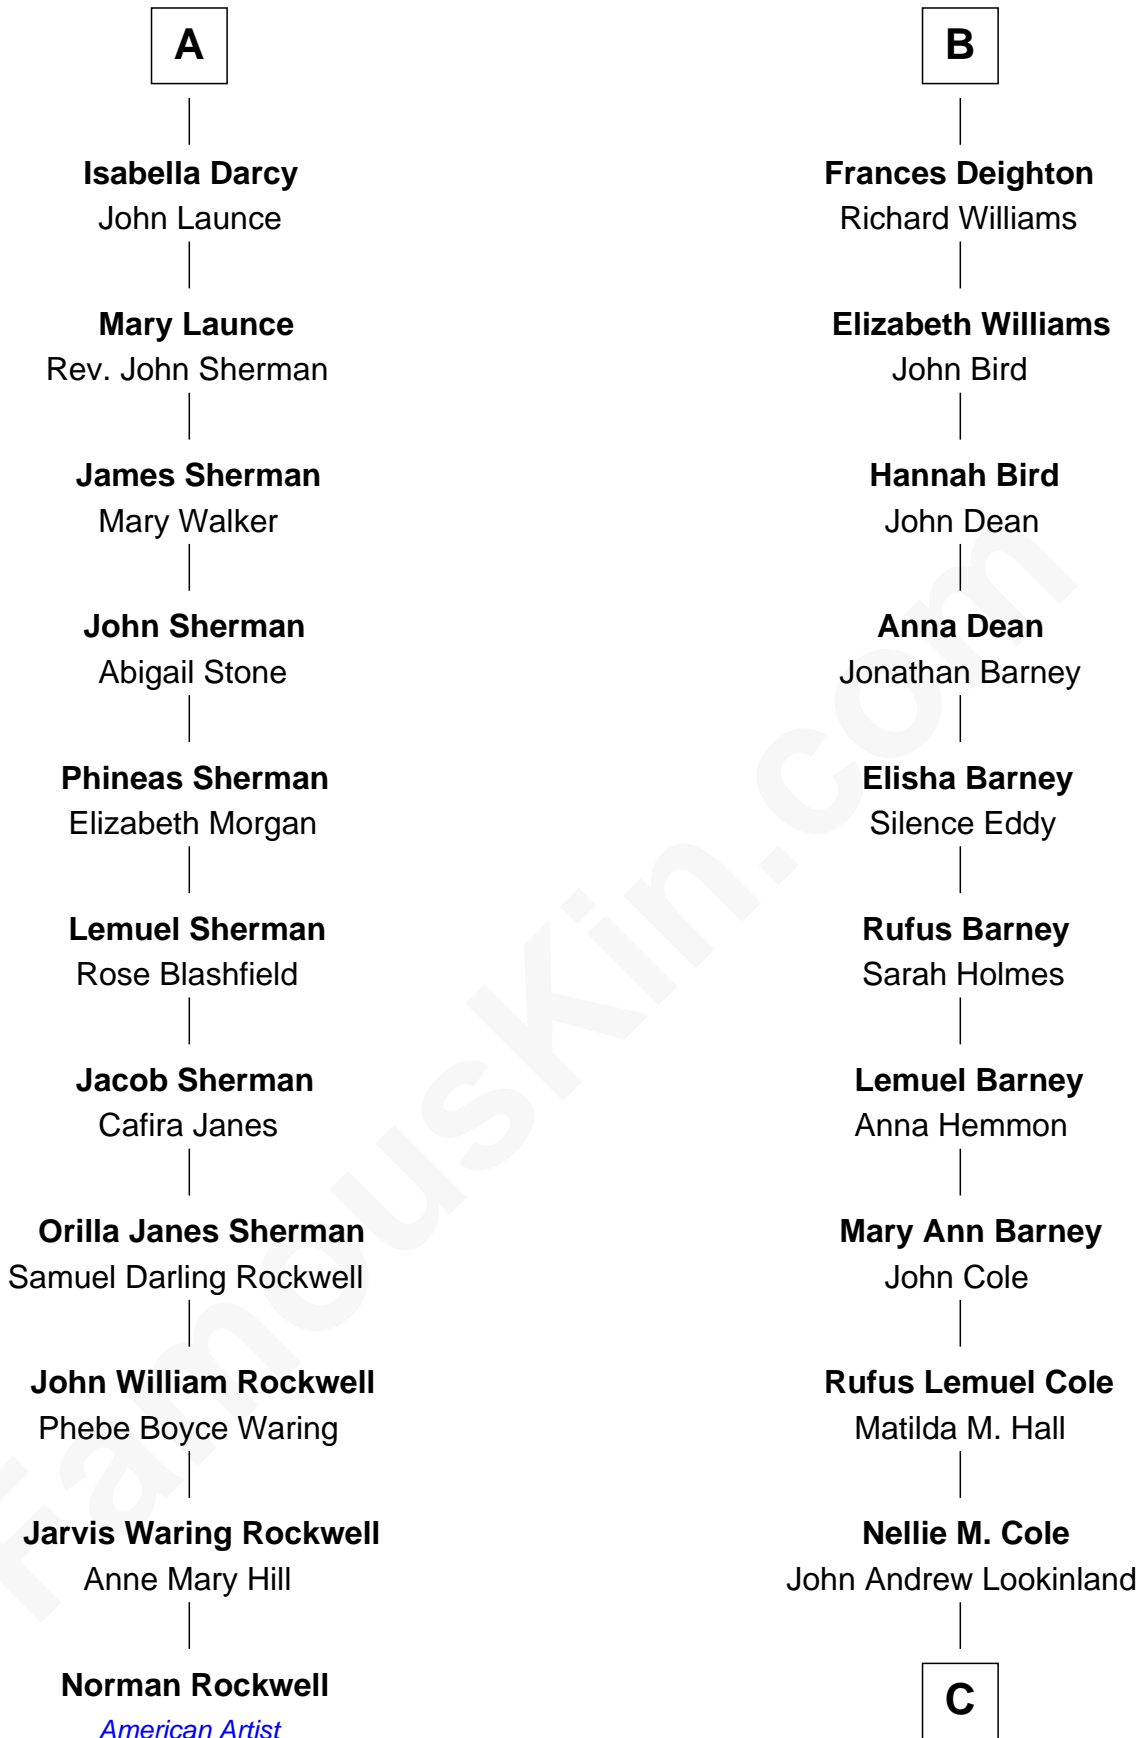 A
Isabella Darcy
John Launce
Mary Launce
Rev. John Sherman
James Sherman
Mary Walker
John Sherman
Abigail Stone
Phineas Sherman
Elizabeth Morgan
Lemuel Sherman
Rose Blashfield
Jacob Sherman
Cafira Janes
Orilla Janes Sherman
Samuel Darling Rockwell
John William Rockwell
Phebe Boyce Waring
Jarvis Waring Rockwell
Anne Mary Hill
Norman Rockwell
American Artist
B
Frances Deighton
Richard Williams
Elizabeth Williams
John Bird
Hannah Bird
John Dean
Anna Dean
Jonathan Barney
Elisha Barney
Silence Eddy
Rufus Barney
Sarah Holmes
Lemuel Barney
Anna Hemmon
Mary Ann Barney
John Cole
Rufus Lemuel Cole
Matilda M. Hall
Nellie M. Cole
John Andrew Lookinland
C
FamousKin.com